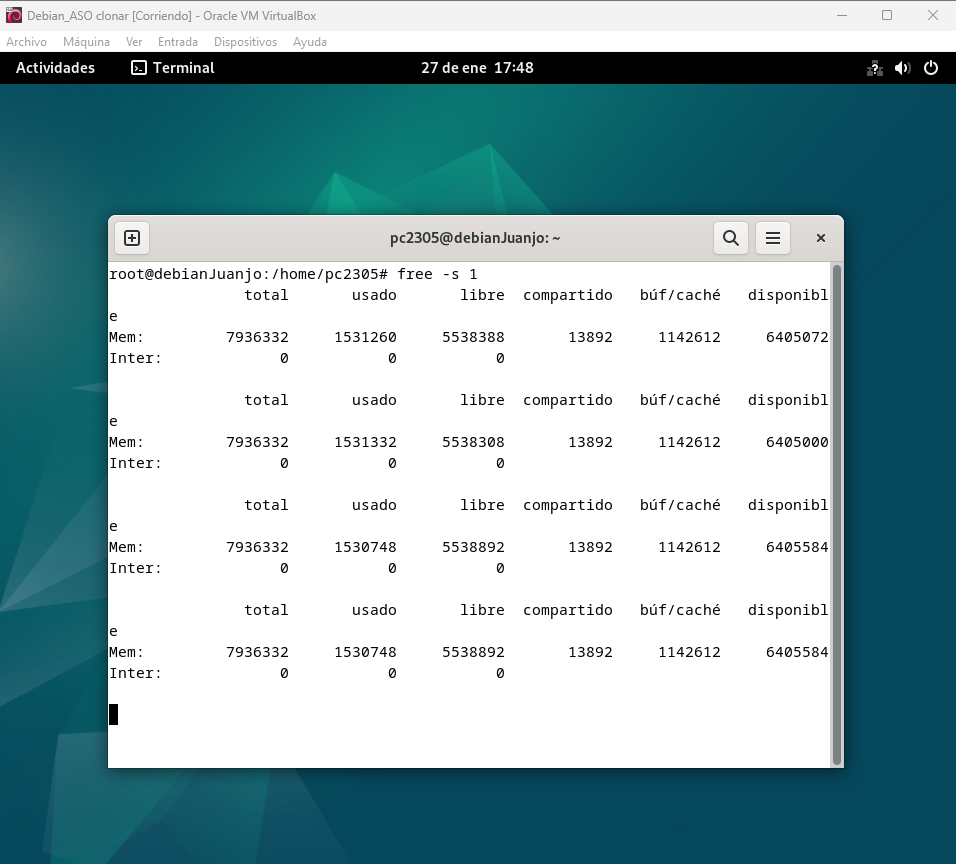 Debian_ASO clonar [Corriendo] - Oracle VM VirtualBox
Archivo Máquina Ver Entrada Dispositivos Ayuda
Actividades Terminal 27 de ene 17:48
pc2305@debianJuanjo: ~
root@debianJuanjo:/home/pc2305# free -s 1
total usado libre compartido búf/caché disponibl
e
Mem: 7936332 1531260 5538388 13892 1142612 6405072
Inter: 0 0 0
total usado libre compartido búf/caché disponibl
e
Mem: 7936332 1531332 5538308 13892 1142612 6405000
Inter: 0 0 0
total usado libre compartido búf/caché disponibl
e
Mem: 7936332 1530748 5538892 13892 1142612 6405584
Inter: 0 0 0
total usado libre compartido búf/caché disponibl
e
Mem: 7936332 1530748 5538892 13892 1142612 6405584
Inter: 0 0 0